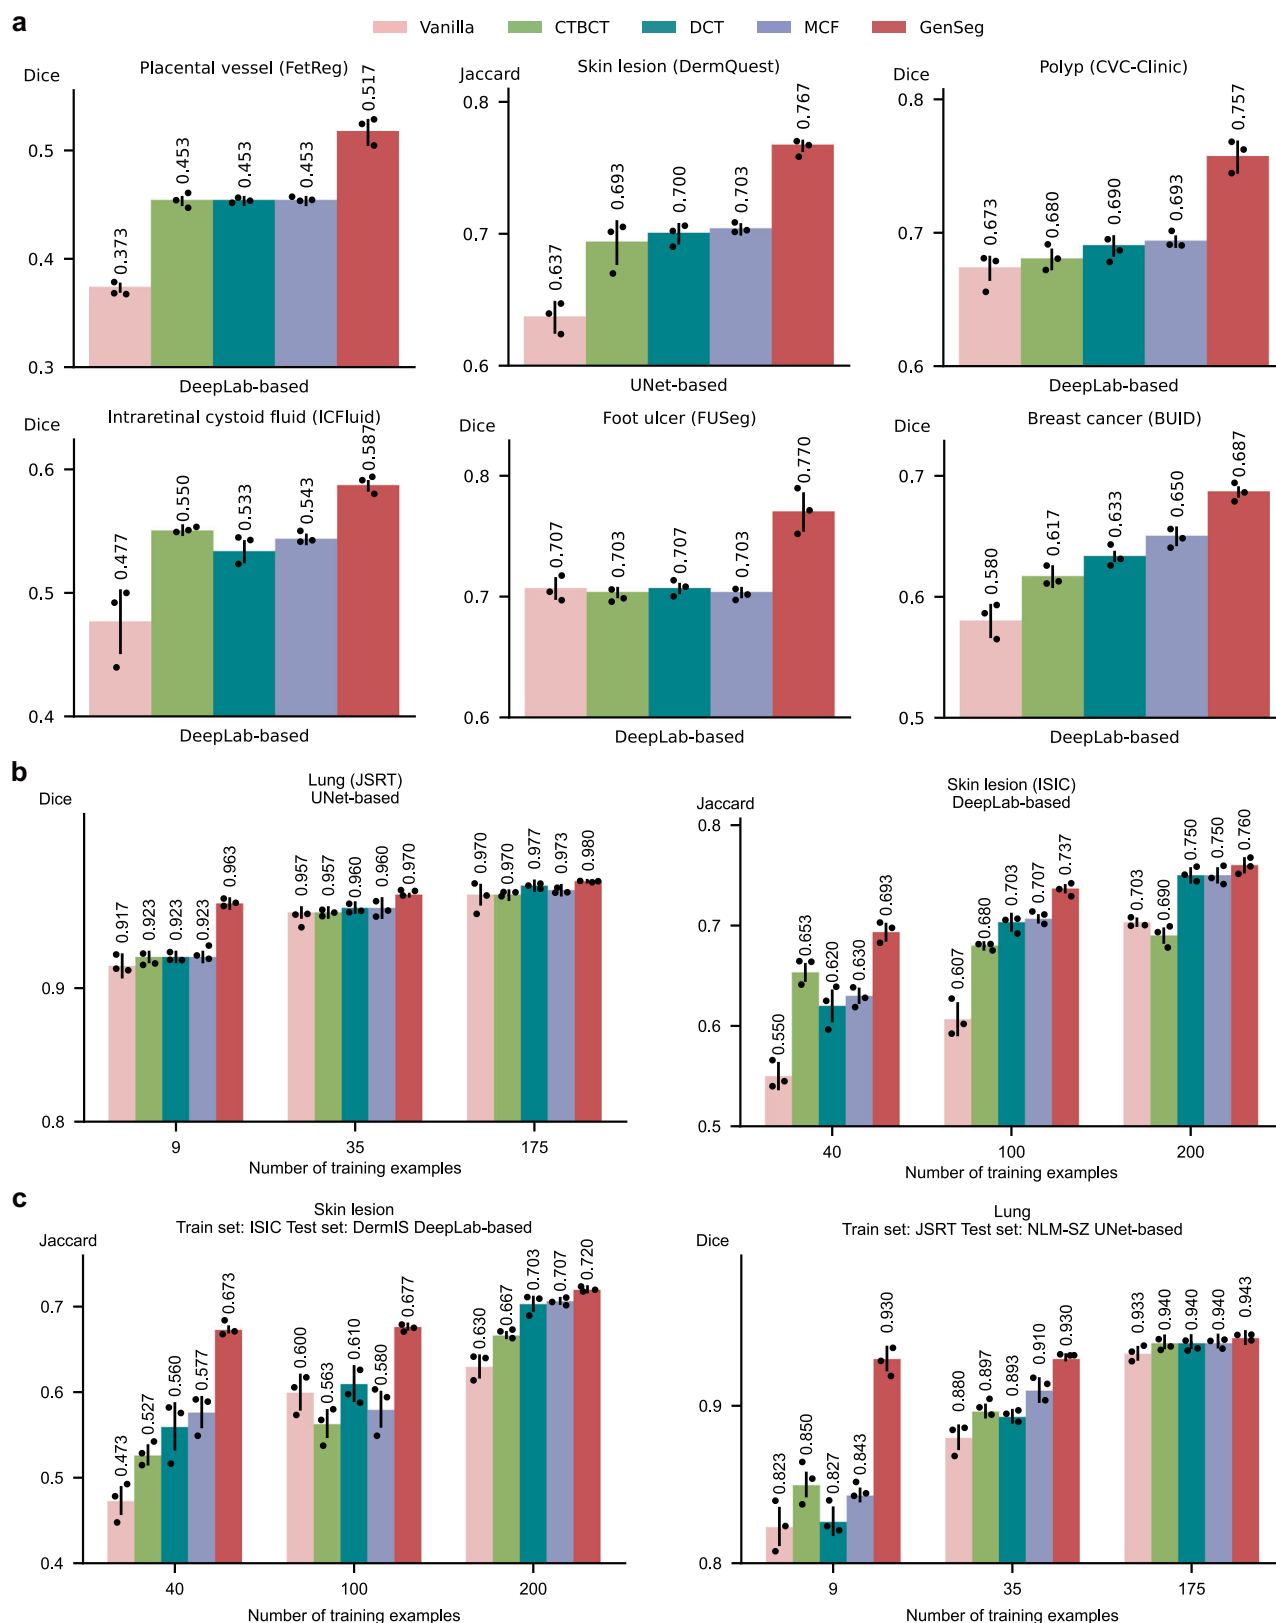 a
Vanilla CTBCT DCT MCF GenSeg
Dice
Placental vessel (FetReg)
0.5
0.4
0.3
0.373
0.453
0.453
0.453
0.517
DeepLab-based
Jaccard
Skin lesion (DermQuest)
0.8
0.7
0.6
0.637
0.693
0.700
0.703
0.767
UNet-based
Dice
Polyp (CVC-Clinic)
0.8
0.7
0.6
0.673
0.680
0.690
0.693
0.757
DeepLab-based
Dice
Intraretinal cystoid fluid (ICFluid)
0.6
0.5
0.4
0.477
0.550
0.533
0.543
0.587
DeepLab-based
Dice
Foot ulcer (FUSeg)
0.8
0.7
0.6
0.707
0.703
0.707
0.703
0.770
DeepLab-based
Dice
Breast cancer (BUID)
0.7
0.6
0.5
0.580
0.617
0.633
0.650
0.687
DeepLab-based
b
Dice
Lung (JSRT)
UNet-based
0.9
0.8
0.917
0.923
0.923
0.923
0.963
0.957
0.957
0.960
0.960
0.970
0.970
0.970
0.977
0.973
0.980
9 35 175
Number of training examples
Jaccard
Skin lesion (ISIC)
DeepLab-based
0.8
0.7
0.6
0.5
0.550
0.653
0.620
0.630
0.693
0.607
0.680
0.703
0.707
0.737
0.703
0.690
0.750
0.750
0.760
40 100 200
Number of training examples
c
Jaccard
Skin lesion
Train set: ISIC Test set: DermIS DeepLab-based
0.7
0.6
0.5
0.4
0.473
0.527
0.560
0.577
0.673
0.600
0.563
0.610
0.580
0.677
0.630
0.667
0.703
0.707
0.720
40 100 200
Number of training examples
Dice
Lung
Train set: JSRT Test set: NLM-SZ UNet-based
0.9
0.8
0.823
0.850
0.827
0.843
0.930
0.880
0.897
0.893
0.910
0.930
0.933
0.940
0.940
0.940
0.943
9 35 175
Number of training examples